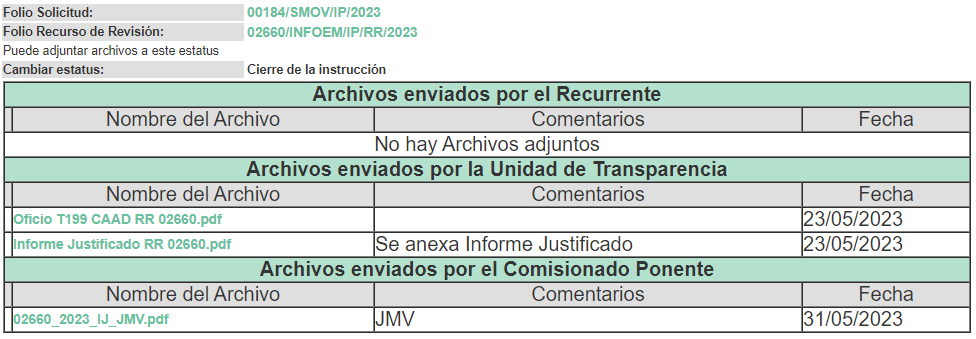 Folio Solicitud: 00184/SMOV/IP/2023
Folio Recurso de Revisión: 02660/INFOEM/IP/RR/2023
Puede adjuntar archivos a este estatus
Cambiar estatus: Cierre de la instrucción
Archivos enviados por el Recurrente
Nombre del Archivo Comentarios Fecha
No hay Archivos adjuntos
Archivos enviados por la Unidad de Transparencia
Nombre del Archivo Comentarios Fecha
Oficio T199 CAAD RR 02660.pdf 23/05/2023
Informe Justificado RR 02660.pdf Se anexa Informe Justificado 23/05/2023
Archivos enviados por el Comisionado Ponente
Nombre del Archivo Comentarios Fecha
02660_2023_IJ_JMV.pdf JMV 31/05/2023